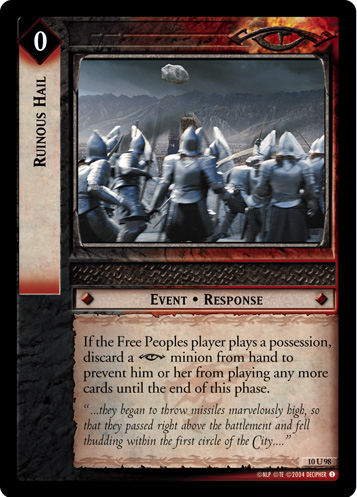 0
Ruinous Hail
Event • Response
If the Free Peoples player plays a possession,
discard a minion from hand to
prevent him or her from playing any more
cards until the end of this phase.
“...they began to throw missiles marvelously high, so
that they passed right above the battlement and fell
thudding within the first circle of the City....”
10 U 98
©NLP ™TE ©2004 DECIPHER